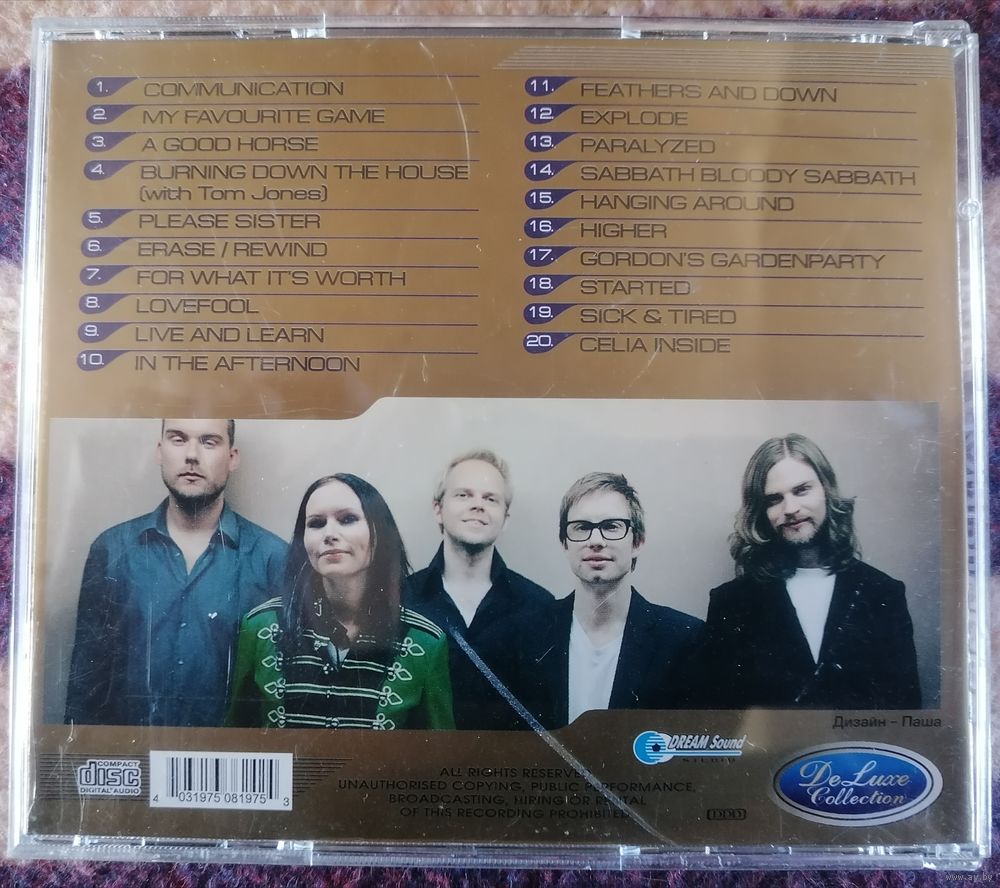 1. COMMUNICATION
2. MY FAVOURITE GAME
3. A GOOD HORSE
4. BURNING DOWN THE HOUSE
(with Tom Jones)
5. PLEASE SISTER
6. ERASE / REWIND
7. FOR WHAT IT'S WORTH
8. LOVEFOOL
9. LIVE AND LEARN
10. IN THE AFTERNOON
11. FEATHERS AND DOWN
12. EXPLODE
13. PARALYZED
14. SABBATH BLOODY SABBATH
15. HANGING AROUND
16. HIGHER
17. GORDON'S GARDENPARTY
18. STARTED
19. SICK & TIRED
20. CELIA INSIDE
Дизайн - Паша
DREAM Sound
STUDIO
De Luxe
Collection
COMPACT
disc
DIGITAL AUDIO
4 031975 081975 3
ALL RIGHTS RESERVED
UNAUTHORISED COPYING, PUBLIC PERFORMANCE,
BROADCASTING, HIRING OR RENTAL
OF THIS RECORDING PROHIBITED
DDD
www.ay.by